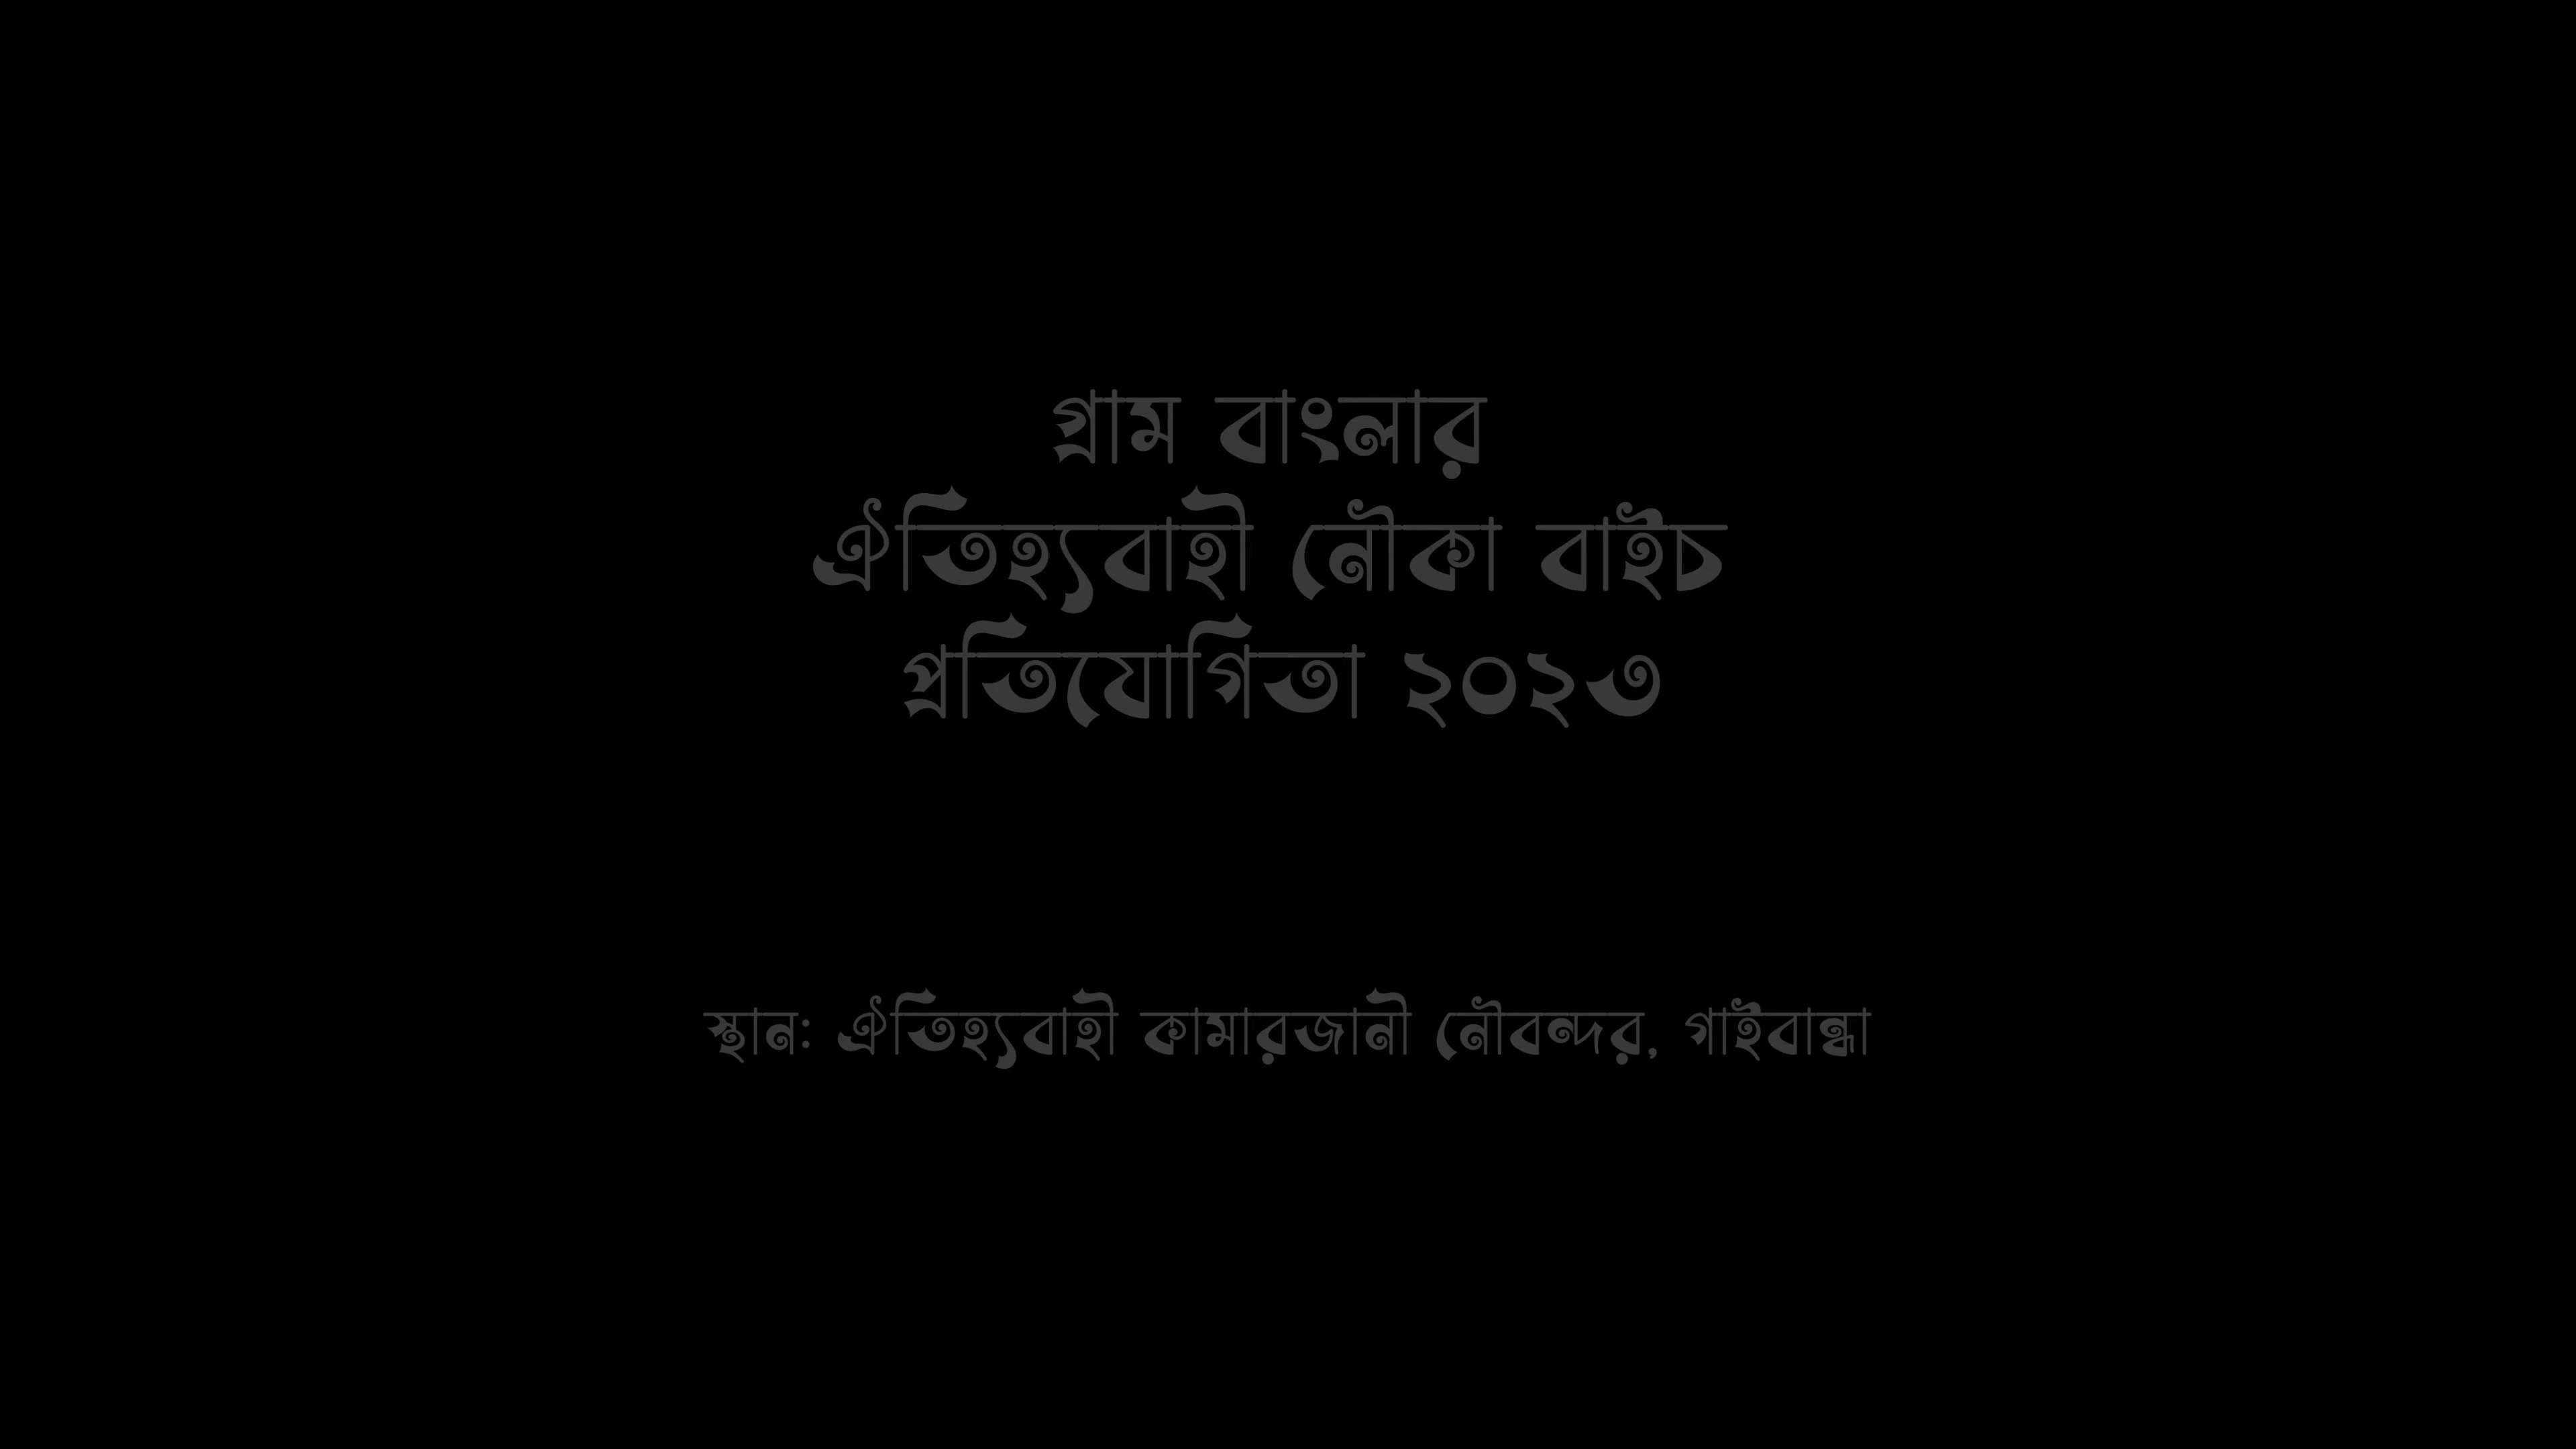 গ্রাম বাংলার
ঐতিহ্যবাহী নৌকা বাইচ
প্রতিযোগিতা ২০২৩
স্থান: ঐতিহ্যবাহী কামারজানী নৌবন্দর, গাইবান্ধা